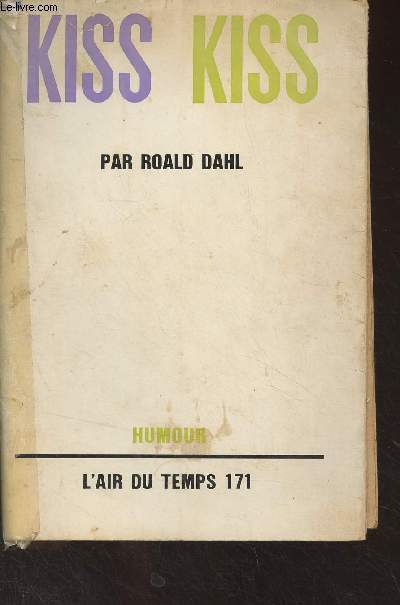 Le-livre.com
KISS KISS
PAR ROALD DAHL
HUMOUR
L'AIR DU TEMPS 171